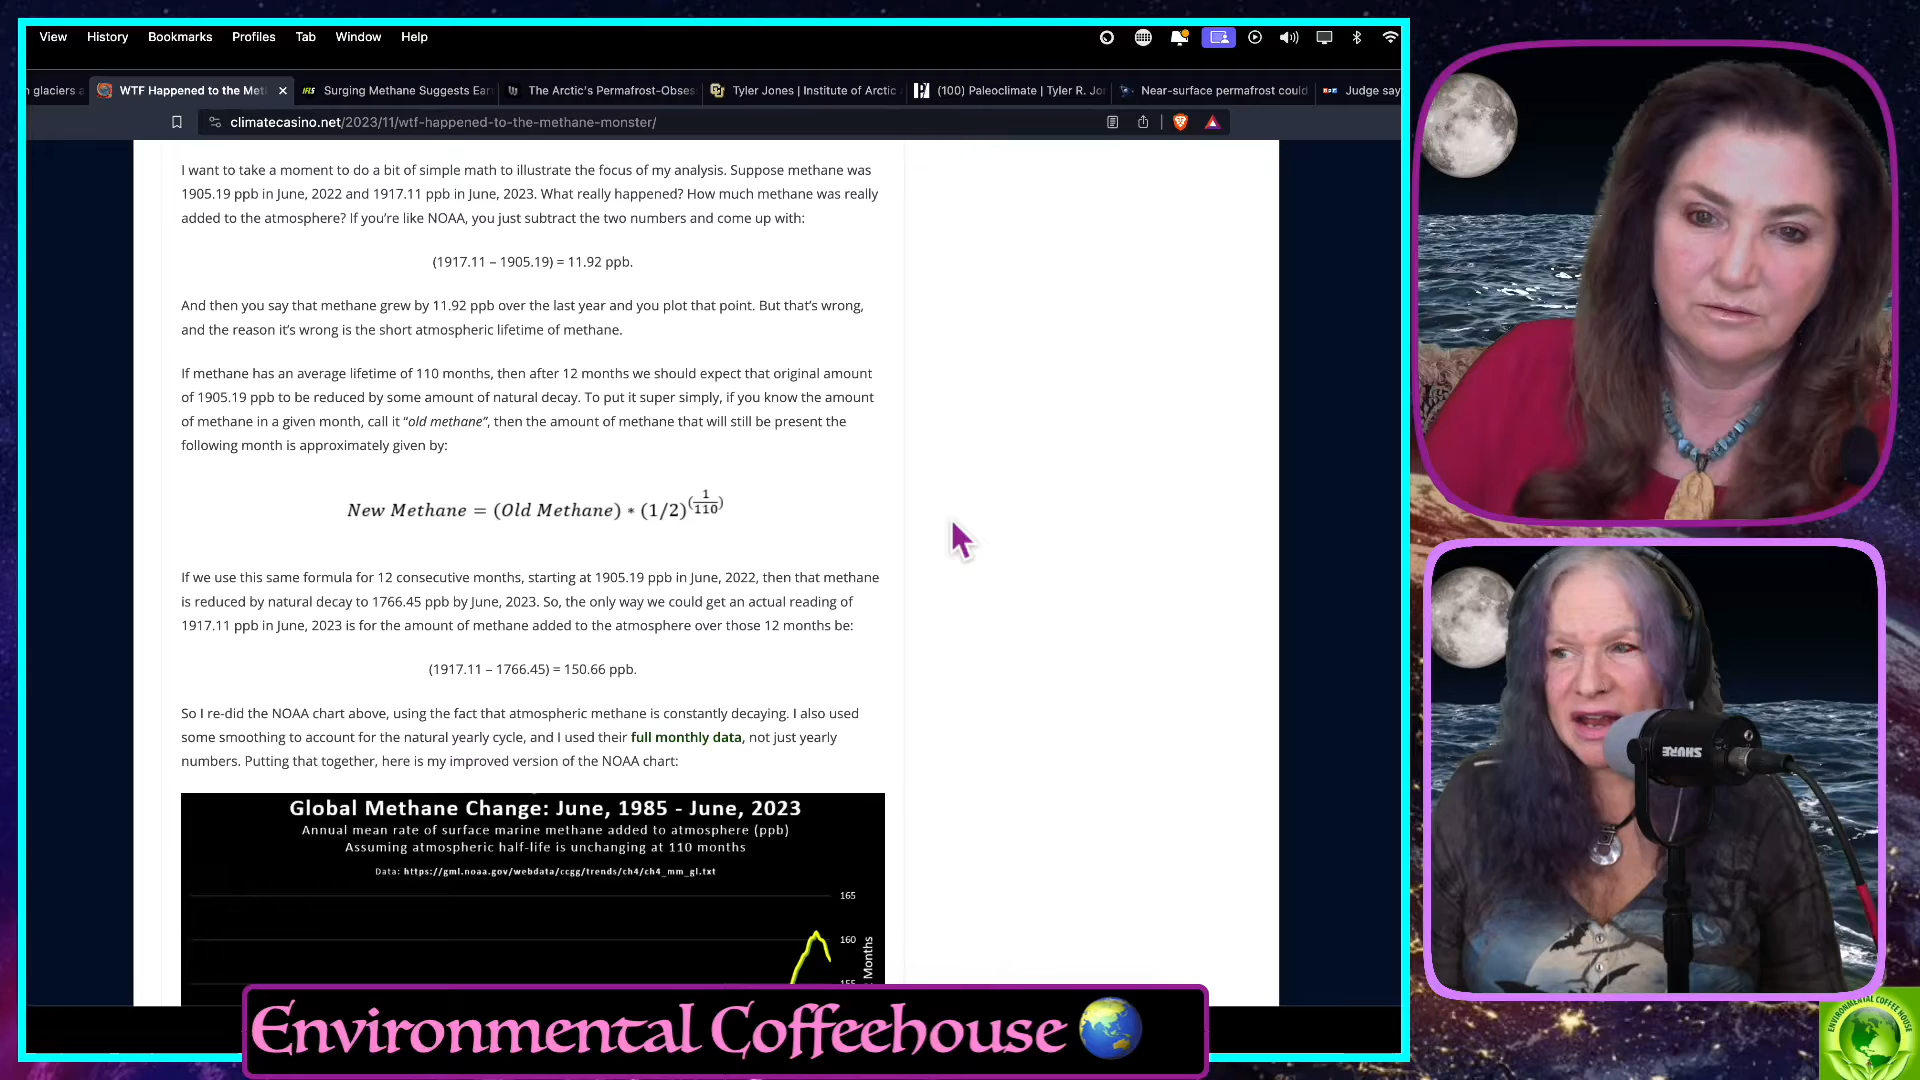 View History Bookmarks Profiles Tab Window Help
WTF Happened to the Met
Surging Methane Suggests Ear
The Arctic's Permafrost-Obses
Tyler Jones | Institute of Arctic
(100) Paleoclimate | Tyler R. Jo
Near-surface permafrost could
Judge say
climatecasino.net/2023/11/wtf-happened-to-the-methane-monster/
I want to take a moment to do a bit of simple math to illustrate the focus of my analysis. Suppose methane was
1905.19 ppb in June, 2022 and 1917.11 ppb in June, 2023. What really happened? How much methane was really
added to the atmosphere? If you're like NOAA, you just subtract the two numbers and come up with:
(1917.11 – 1905.19) = 11.92 ppb.
And then you say that methane grew by 11.92 ppb over the last year and you plot that point. But that's wrong,
and the reason it's wrong is the short atmospheric lifetime of methane.
If methane has an average lifetime of 110 months, then after 12 months we should expect that original amount
of 1905.19 ppb to be reduced by some amount of natural decay. To put it super simply, if you know the amount
of methane in a given month, call it “old methane”, then the amount of methane that will still be present the
following month is approximately given by:
New Methane = (Old Methane) * (1/2)^(1/110)
If we use this same formula for 12 consecutive months, starting at 1905.19 ppb in June, 2022, then that methane
is reduced by natural decay to 1766.45 ppb by June, 2023. So, the only way we could get an actual reading of
1917.11 ppb in June, 2023 is for the amount of methane added to the atmosphere over those 12 months be:
(1917.11 – 1766.45) = 150.66 ppb.
So I re-did the NOAA chart above, using the fact that atmospheric methane is constantly decaying. I also used
some smoothing to account for the natural yearly cycle, and I used their full monthly data, not just yearly
numbers. Putting that together, here is my improved version of the NOAA chart:
Global Methane Change: June, 1985 - June, 2023
Annual mean rate of surface marine methane added to atmosphere (ppb)
Assuming atmospheric half-life is unchanging at 110 months
Data: https://gml.noaa.gov/webdata/ccgg/trends/ch4/ch4_mm_gl.txt
165
160
Months
SHURE
Environmental Coffeehouse